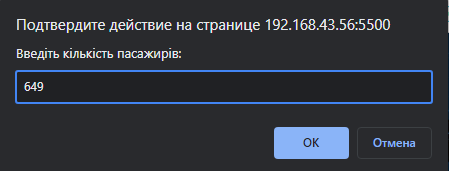 Подтвердите действие на странице 192.168.43.56:5500
Введіть кількість пасажирів:
649
OK
Отмена